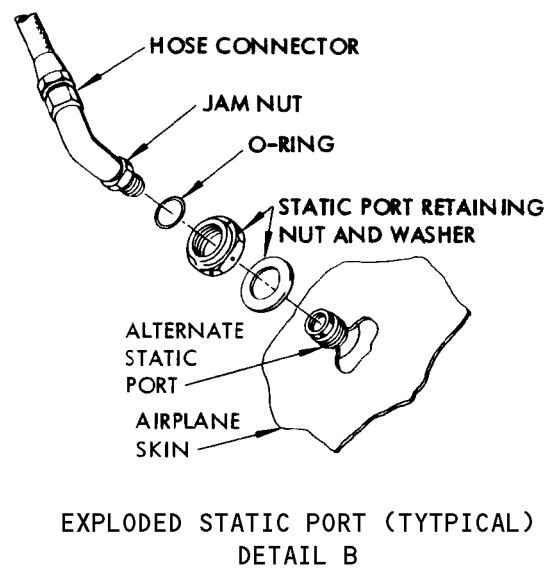 HOSE CONNECTOR
JAM NUT
O-RING
STATIC PORT RETAINING
NUT AND WASHER
ALTERNATE
STATIC
PORT
AIRPLANE
SKIN
EXPLODED STATIC PORT (TYTPICAL)
DETAIL B